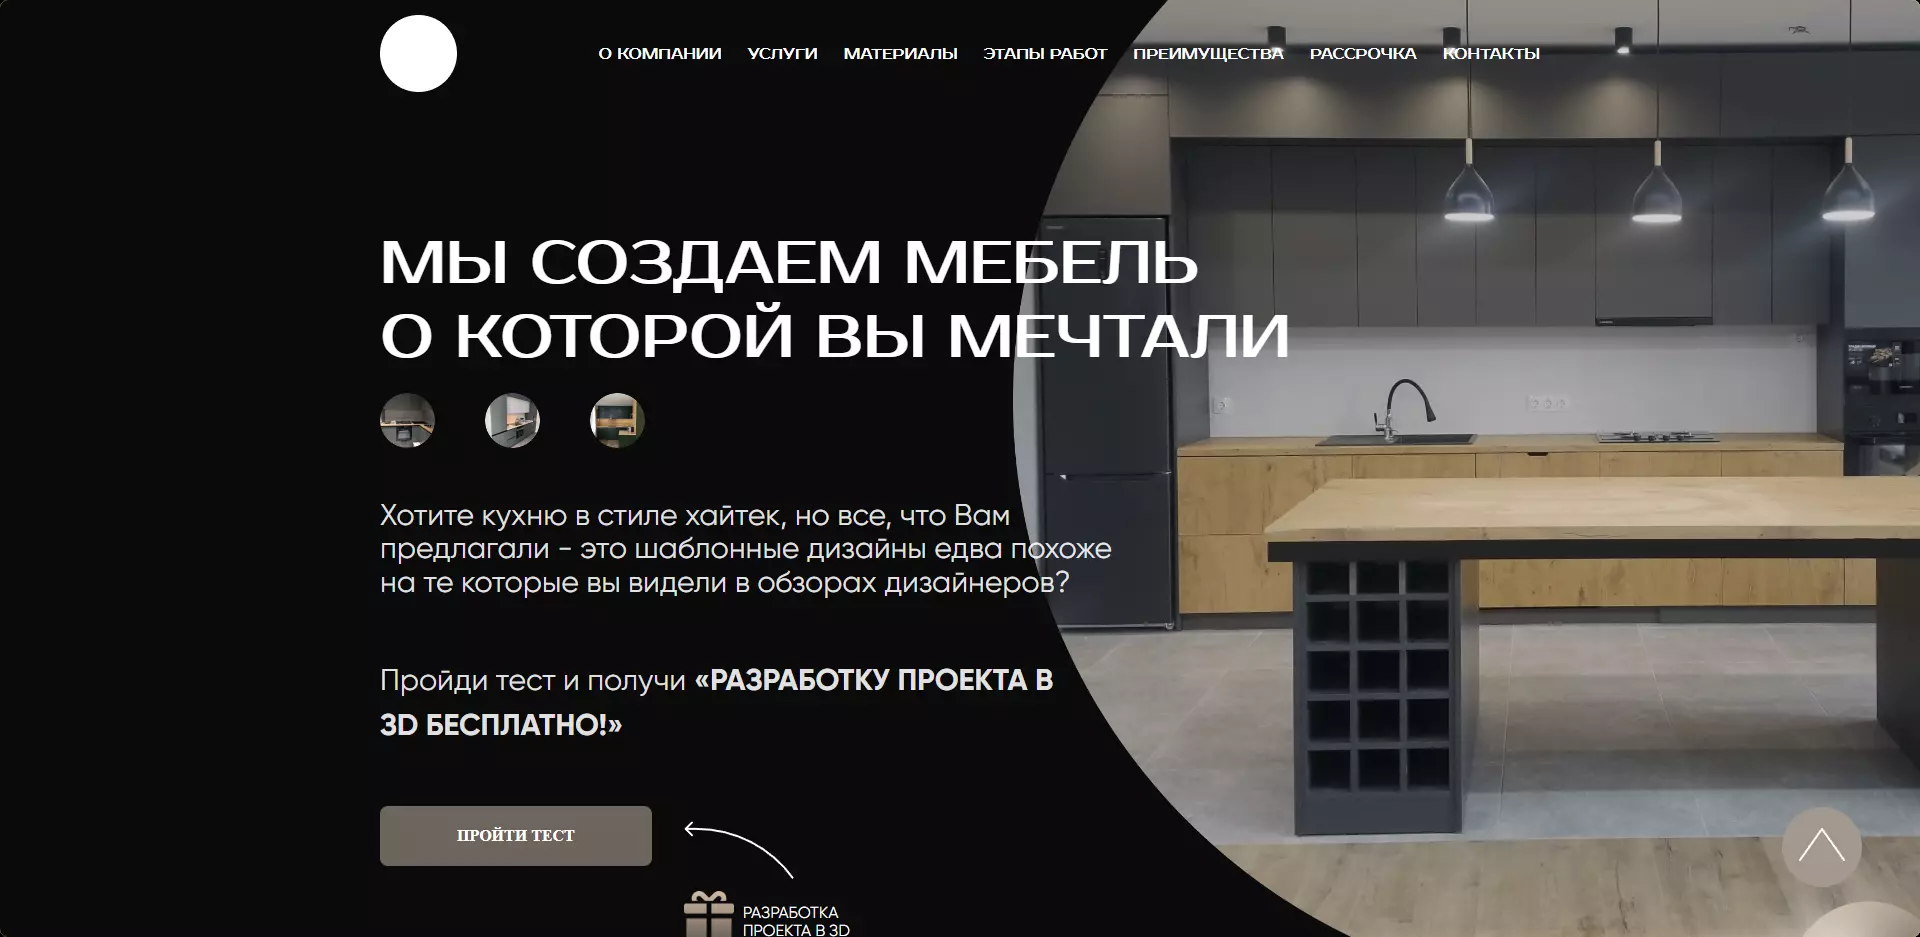 О КОМПАНИИ УСЛУГИ МАТЕРИАЛЫ ЭТАПЫ РАБОТ ПРЕИМУЩЕСТВА РАССРОЧКА КОНТАКТЫ
МЫ СОЗДАЕМ МЕБЕЛЬ
О КОТОРОЙ ВЫ МЕЧТАЛИ
Хотите кухню в стиле хайтек, но все, что Вам
предлагали - это шаблонные дизайны едва похоже
на те которые вы видели в обзорах дизайнеров?
Пройди тест и получи «РАЗРАБОТКУ ПРОЕКТА В
3D БЕСПЛАТНО!»
ПРОЙТИ ТЕСТ
РАЗРАБОТКА
ПРОЕКТА В 3D